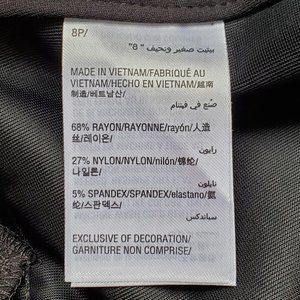 8P/
بيتيت صغير ونحيف "8"
MADE IN VIETNAM/FABRIQUÉ AU
VIETNAM/HECHO EN VIETNAM/越南
制造/베트남산/
صُنع في فيتنام
68% RAYON/RAYONNE/rayón/人造
丝/레이온/
رايون
27% NYLON/NYLON/nilón/锦纶/
나일론/
نايلون
5% SPANDEX/SPANDEX/elastano/氨
纶/스판덱스/
سباندكس
EXCLUSIVE OF DECORATION/
GARNITURE NON COMPRISE/